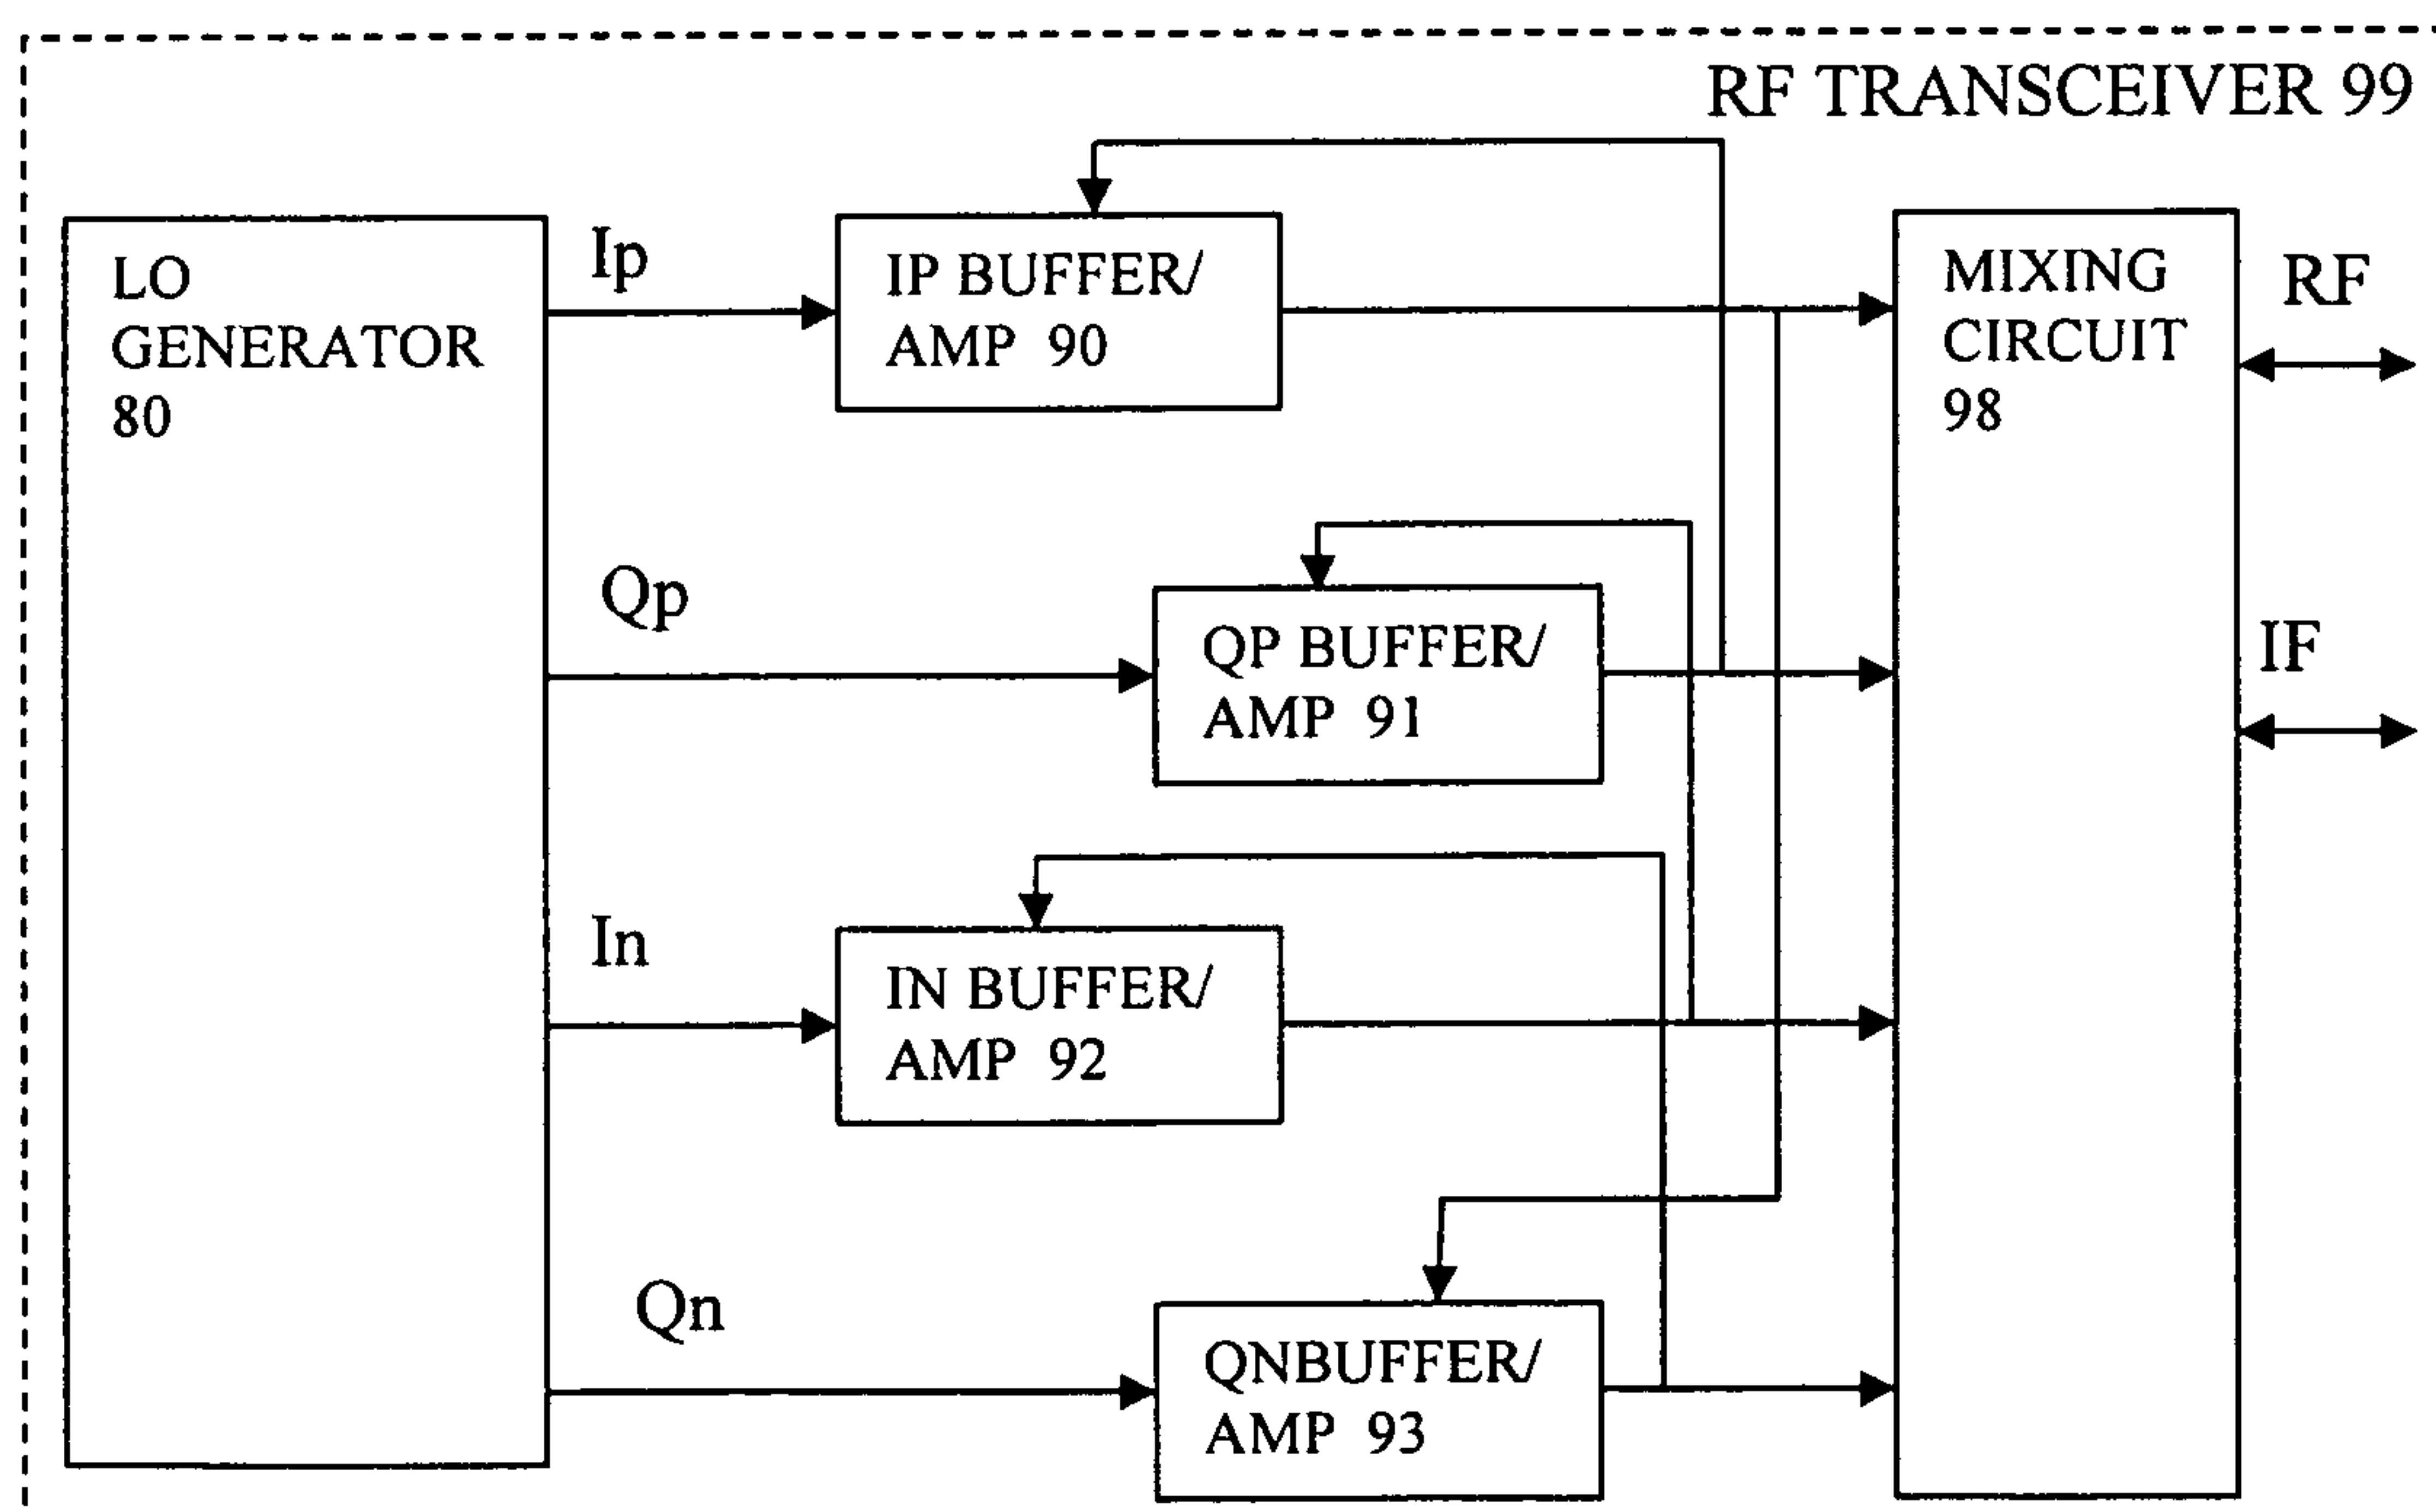 RF TRANSCEIVER 99
LO
GENERATOR
80
Ip
IP BUFFER/
AMP 90
MIXING
CIRCUIT
98
RF
Qp
QP BUFFER/
AMP 91
IF
In
IN BUFFER/
AMP 92
Qn
QNBUFFER/
AMP 93